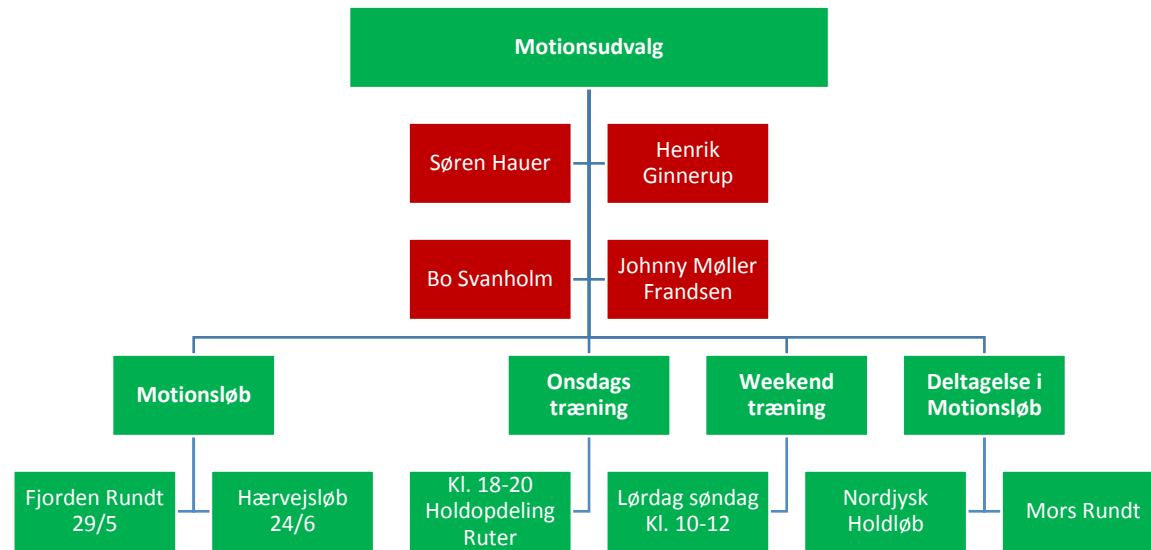 Motionsudvalg
Søren Hauer
Henrik
Ginnerup
Bo Svanholm
Johnny Møller
Frandsen
Motionsløb
Onsdags
træning
Weekend
træning
Deltagelse i
Motionsløb
Fjorden Rundt
29/5
Hærvejsløb
24/6
Kl. 18-20
Holdopdeling
Ruter
Lørdag søndag
Kl. 10-12
Nordjysk
Holdløb
Mors Rundt